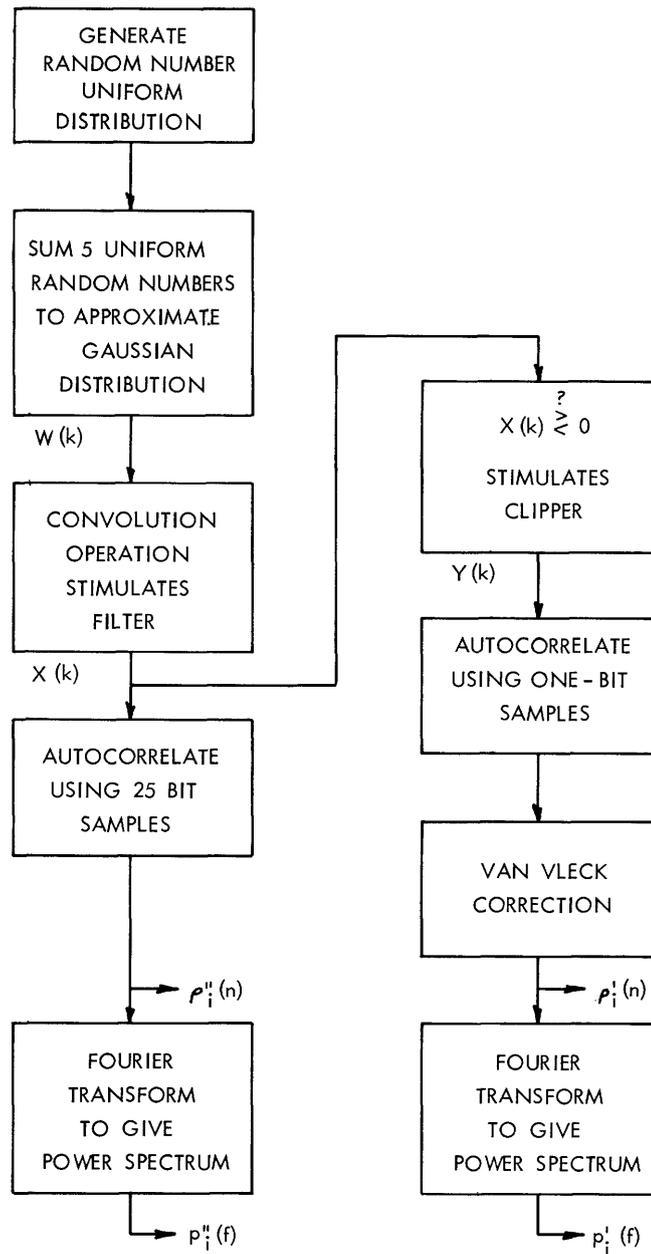 GENERATE
RANDOM NUMBER
UNIFORM
DISTRIBUTION
SUM 5 UNIFORM
RANDOM NUMBERS
TO APPROXIMATE
GAUSSIAN
DISTRIBUTION
W (k)
CONVOLUTION
OPERATION
STIMULATES
FILTER
X (k)
AUTOCORRELATE
USING 25 BIT
SAMPLES
ρ"i (n)
FOURIER
TRANSFORM
TO GIVE
POWER SPECTRUM
p"i (f)
?
X (k) ≷ 0
STIMULATES
CLIPPER
Y (k)
AUTOCORRELATE
USING ONE-BIT
SAMPLES
VAN VLECK
CORRECTION
ρ'i (n)
FOURIER
TRANSFORM
TO GIVE
POWER SPECTRUM
p'i (f)